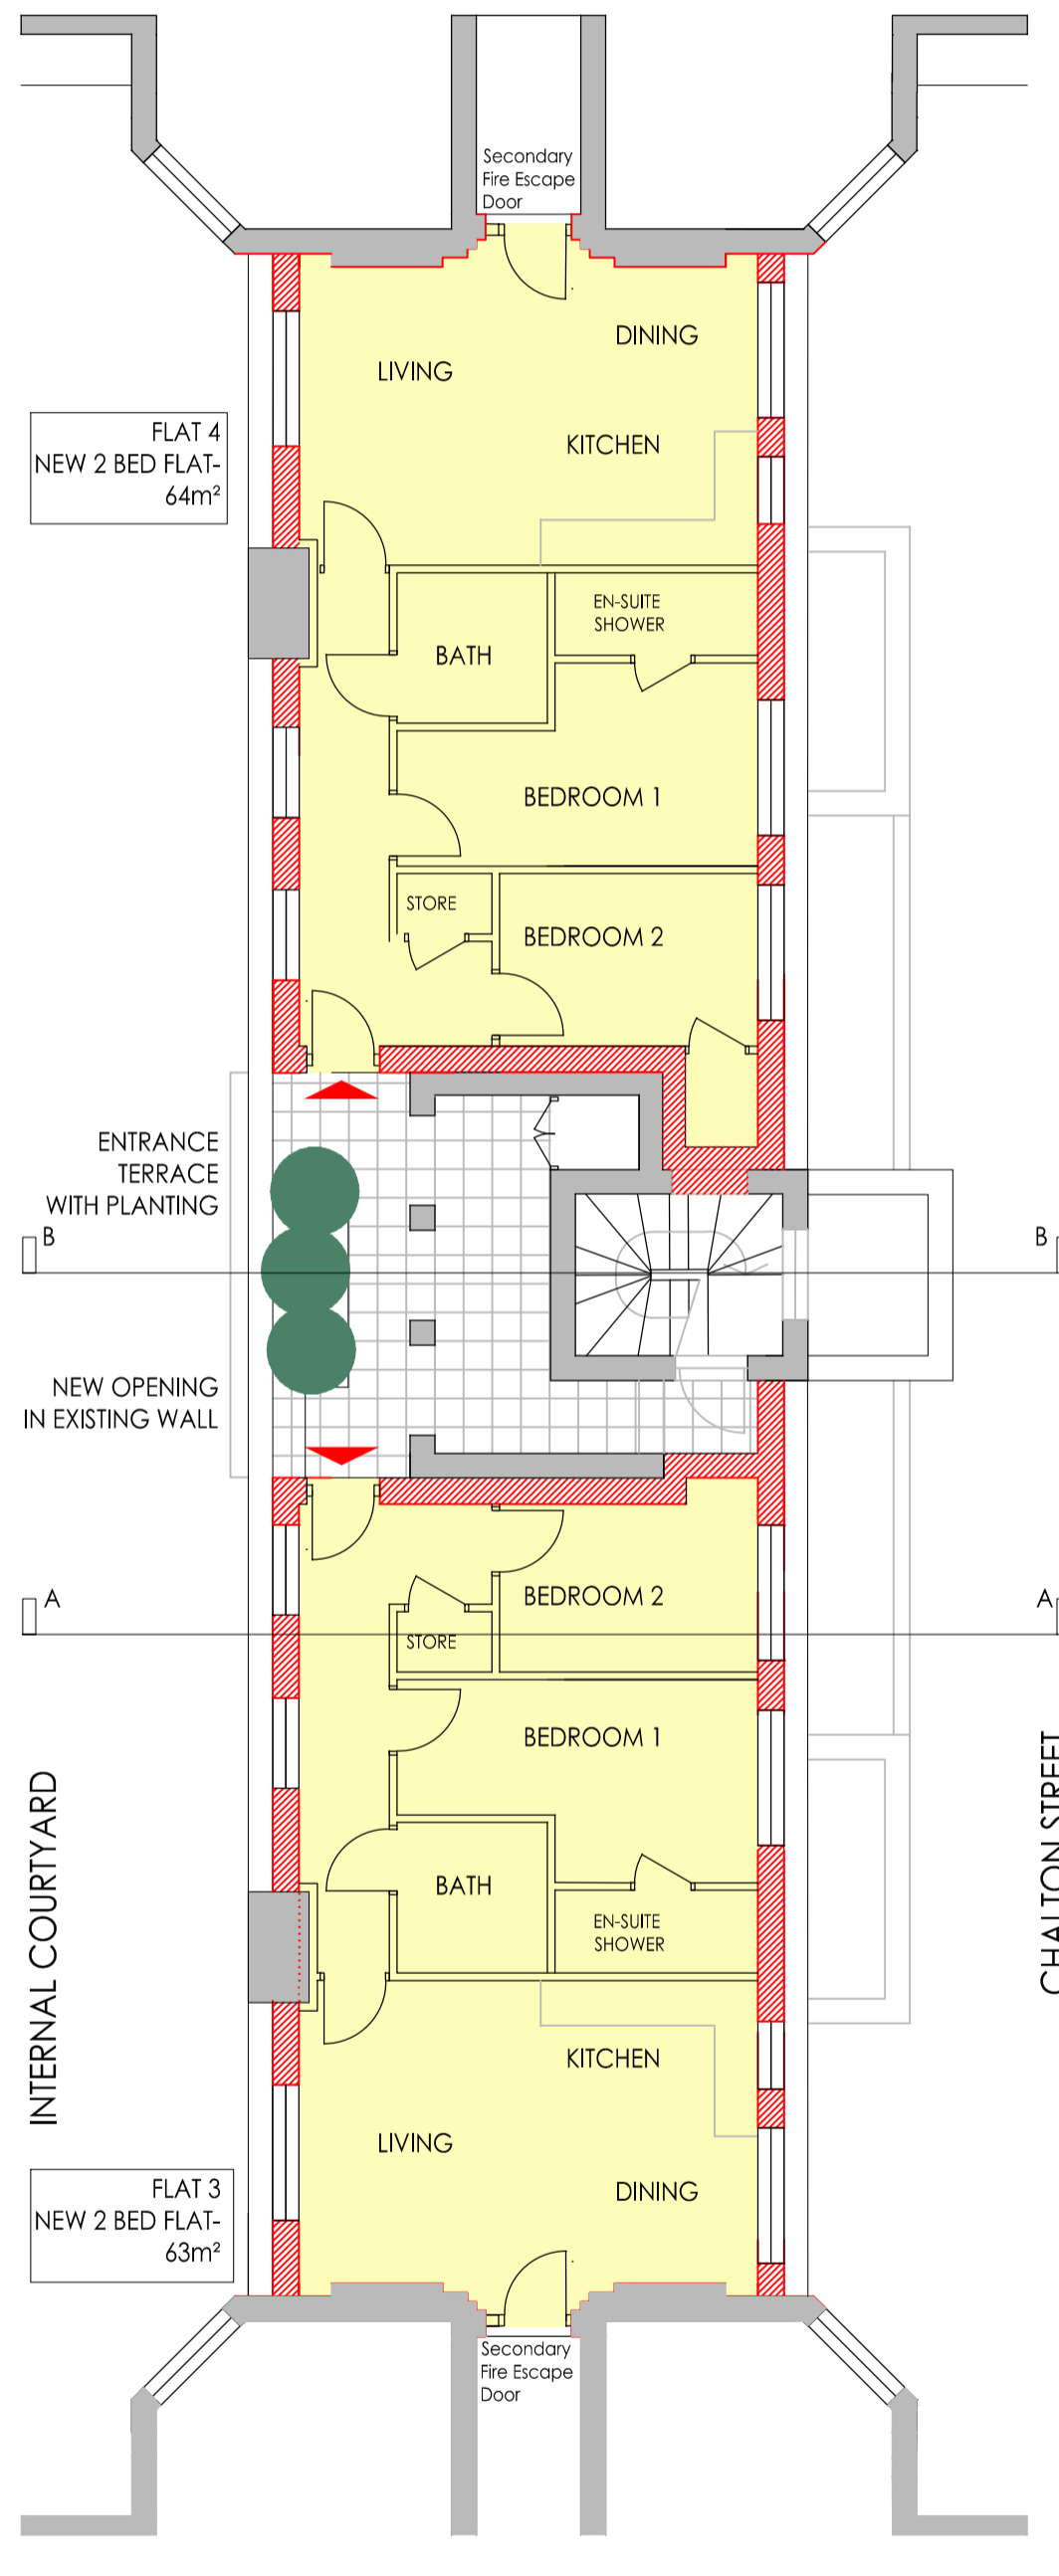 Secondary
Fire Escape
Door
DINING
LIVING
FLAT 4
NEW 2 BED FLAT-
64m²
KITCHEN
EN-SUITE
SHOWER
BATH
BEDROOM 1
STORE
BEDROOM 2
ENTRANCE
TERRACE
WITH PLANTING
B
B
NEW OPENING
IN EXISTING WALL
A
A
BEDROOM 2
STORE
BEDROOM 1
INTERNAL COURTYARD
CHALTON STREET
BATH
EN-SUITE
SHOWER
KITCHEN
LIVING
DINING
FLAT 3
NEW 2 BED FLAT-
63m²
Secondary
Fire Escape
Door